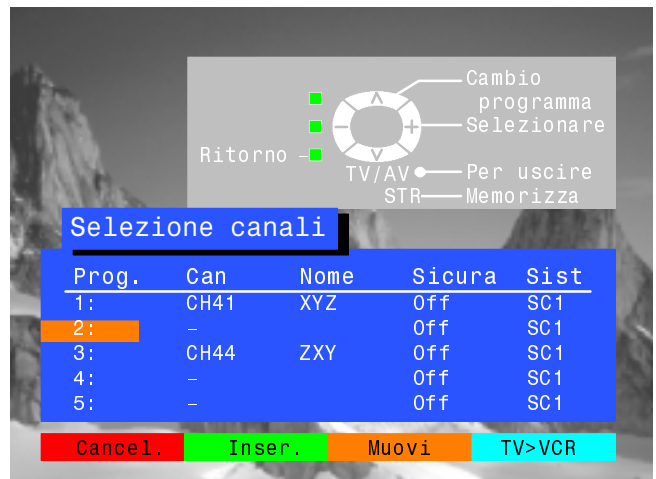 Cambio
programma
Selezionare
Ritorno
TV/AV Per uscire
STR Memorizza
Selezione canali
Prog. Can Nome Sicura Sist
1: CH41 XYZ Off SC1
2: – Off SC1
3: CH44 ZXY Off SC1
4: – Off SC1
5: – Off SC1
Cancel. Inser. Muovi TV>VCR